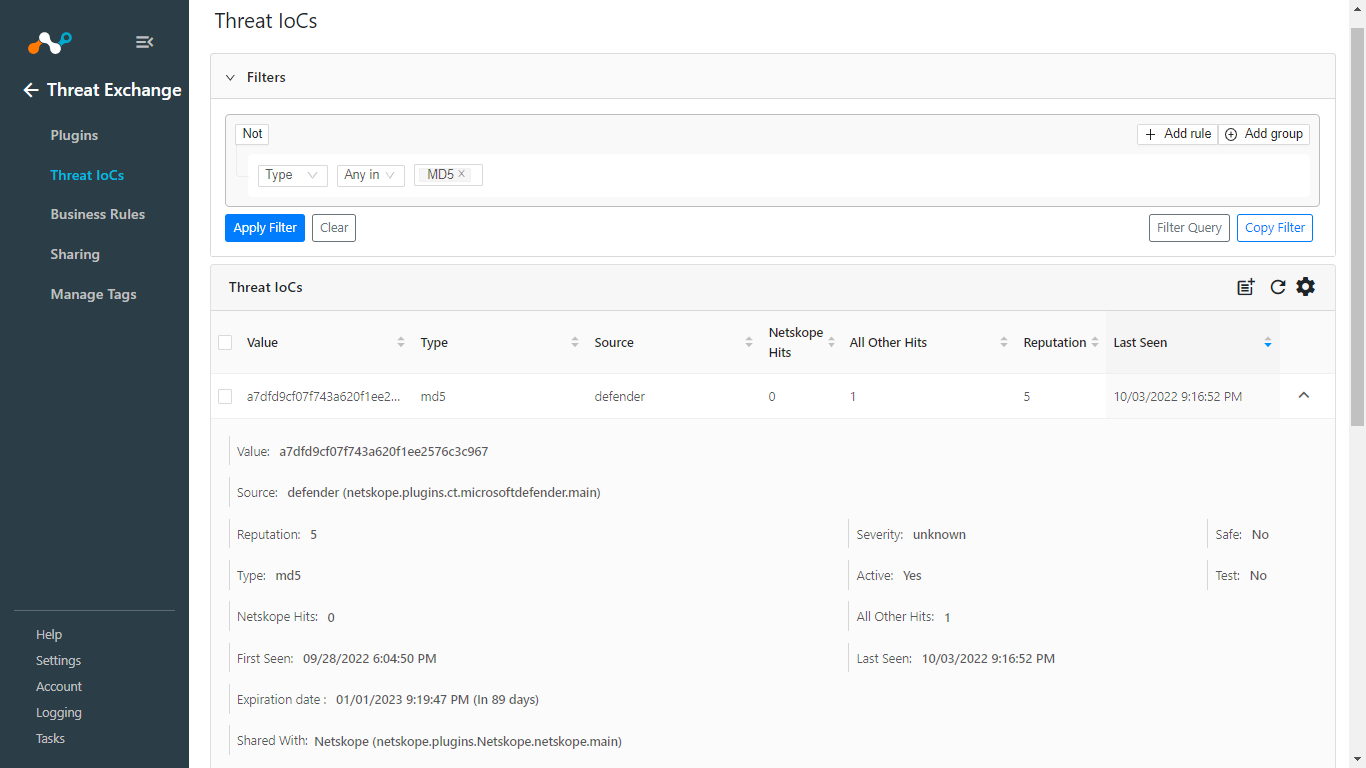 Threat Exchange
Plugins
Threat IoCs
Business Rules
Sharing
Manage Tags
Help
Settings
Account
Logging
Tasks
Threat IoCs
Filters
Not
Add rule
Add group
Type
Any in
MD5
Apply Filter
Clear
Filter Query
Copy Filter
Threat IoCs
Value Type Source Netskope Hits All Other Hits Reputation Last Seen
a7dfd9cf07f743a620f1ee2... md5 defender 0 1 5 10/03/2022 9:16:52 PM
Value: a7dfd9cf07f743a620f1ee2576c3c967
Source: defender (netskope.plugins.ct.microsoftdefender.main)
Reputation: 5 Severity: unknown Safe: No
Type: md5 Active: Yes Test: No
Netskope Hits: 0 All Other Hits: 1
First Seen: 09/28/2022 6:04:50 PM Last Seen: 10/03/2022 9:16:52 PM
Expiration date : 01/01/2023 9:19:47 PM (In 89 days)
Shared With: Netskope (netskope.plugins.Netskope.netskope.main)